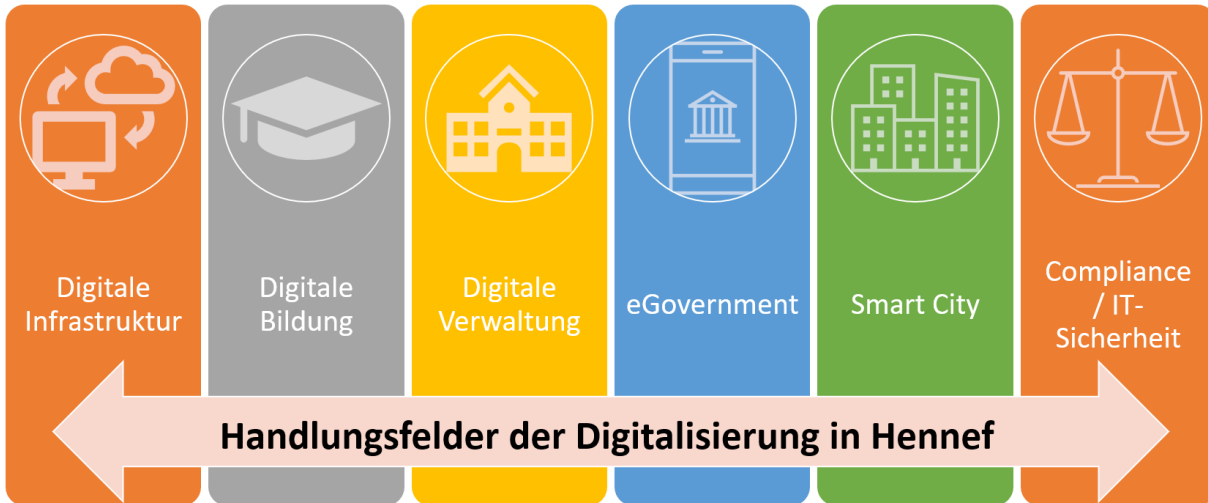 Digitale
Infrastruktur
Digitale
Bildung
Digitale
Verwaltung
eGovernment
Smart City
Compliance
/ IT-
Sicherheit
Handlungsfelder der Digitalisierung in Hennef